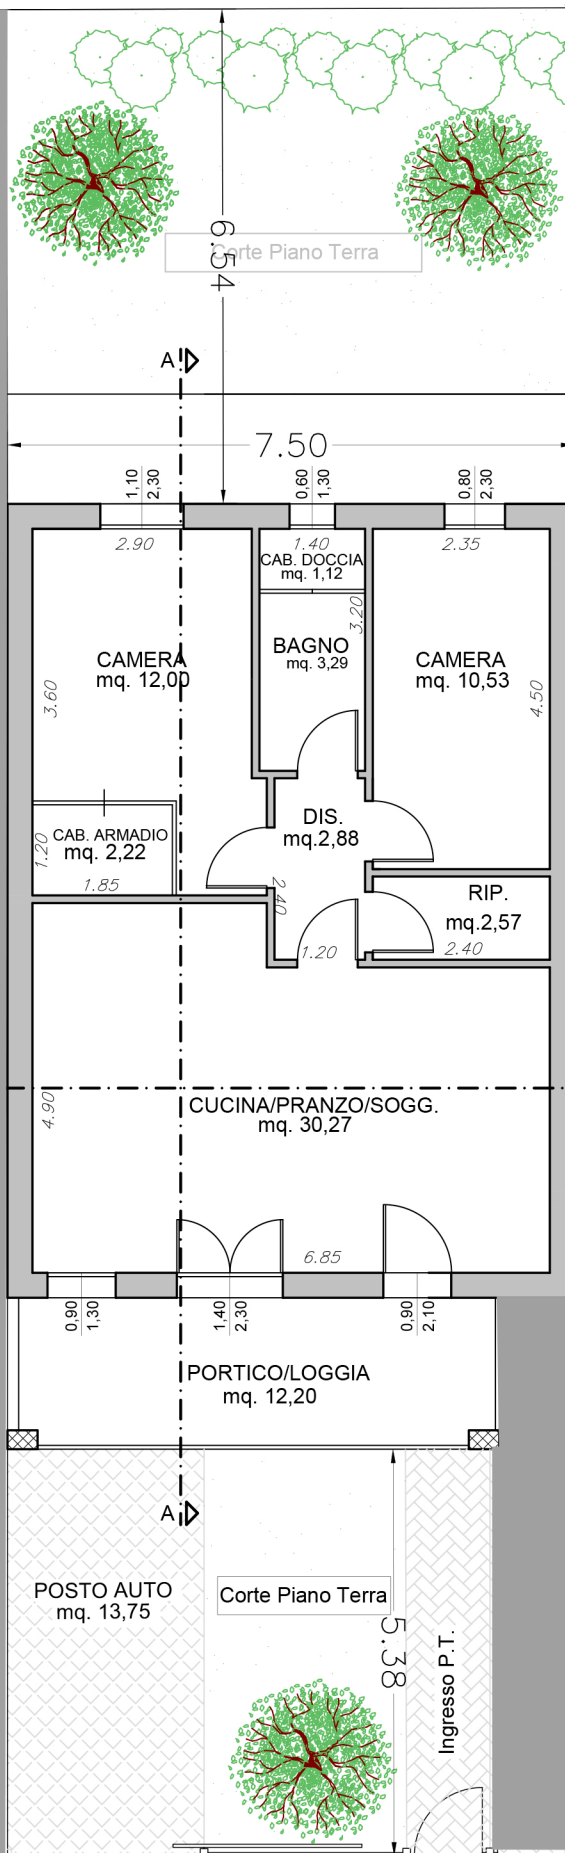 6.54
Corte Piano Terra
A
7.50
1,10
2,30
0,60
1,30
0,80
2,30
2.90
1.40
2.35
CAB. DOCCIA
mq. 1,12
3.20
BAGNO
mq. 3,29
CAMERA
mq. 12,00
CAMERA
mq. 10,53
3.60
4.50
DIS.
mq.2,88
CAB. ARMADIO
mq. 2,22
1.20
1.85
2.40
RIP.
mq.2,57
1.20
2.40
CUCINA/PRANZO/SOGG.
mq. 30,27
4.90
6.85
0,90
1,30
1,40
2,30
0,90
2,10
PORTICO/LOGGIA
mq. 12,20
A
POSTO AUTO
mq. 13,75
Corte Piano Terra
5.38
Ingresso P.T.